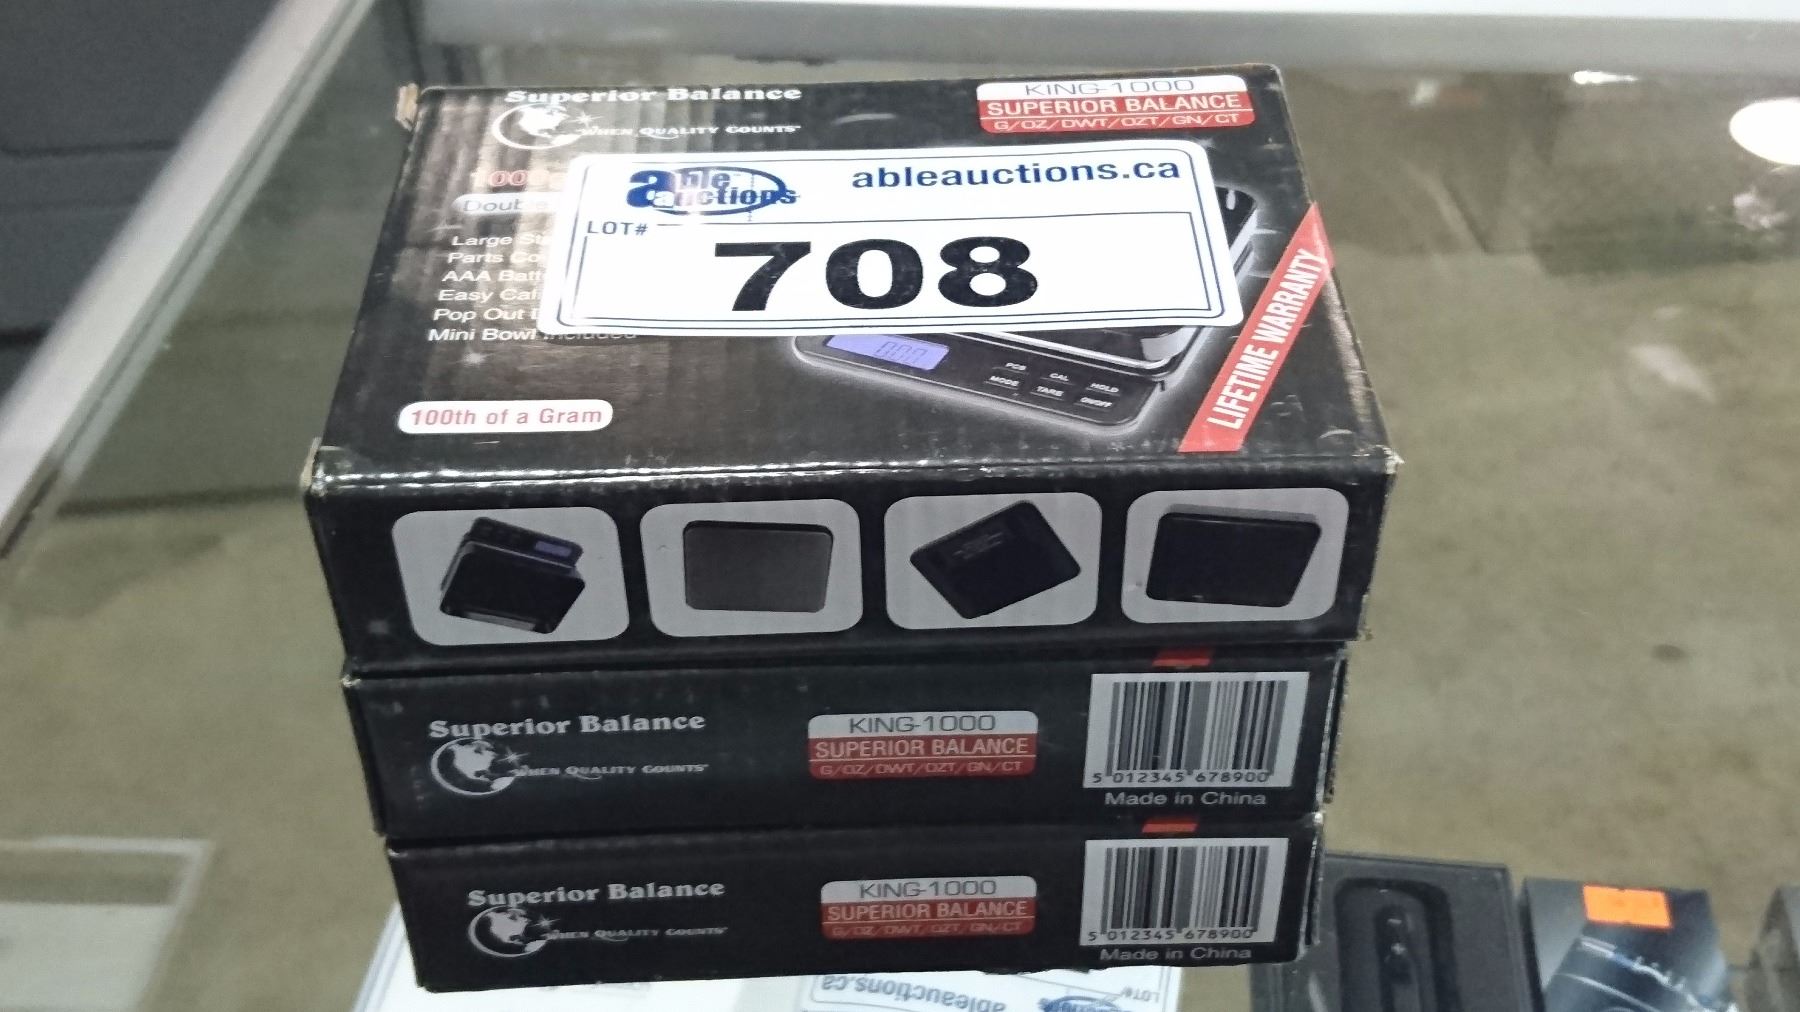 Superior Balance
WHEN QUALITY COUNTS
KING-1000
SUPERIOR BALANCE
G/OZ/DWT/OZT/GN/CT
able auctions
ableauctions.ca
LOT#
708
Large
Parts
AAA
Easy
Pop Out
Mini Bowl Included
100th of a Gram
PCS CAL HOLD
MODE TARE ON/OFF
LIFETIME WARRANTY
Superior Balance
WHEN QUALITY COUNTS
KING-1000
SUPERIOR BALANCE
G/OZ/DWT/OZT/GN/CT
5 012345 678900
Made in China
Superior Balance
WHEN QUALITY COUNTS
KING-1000
SUPERIOR BALANCE
G/OZ/DWT/OZT/GN/CT
5 012345 678900
Made in China
ableauctions.ca
LOT#